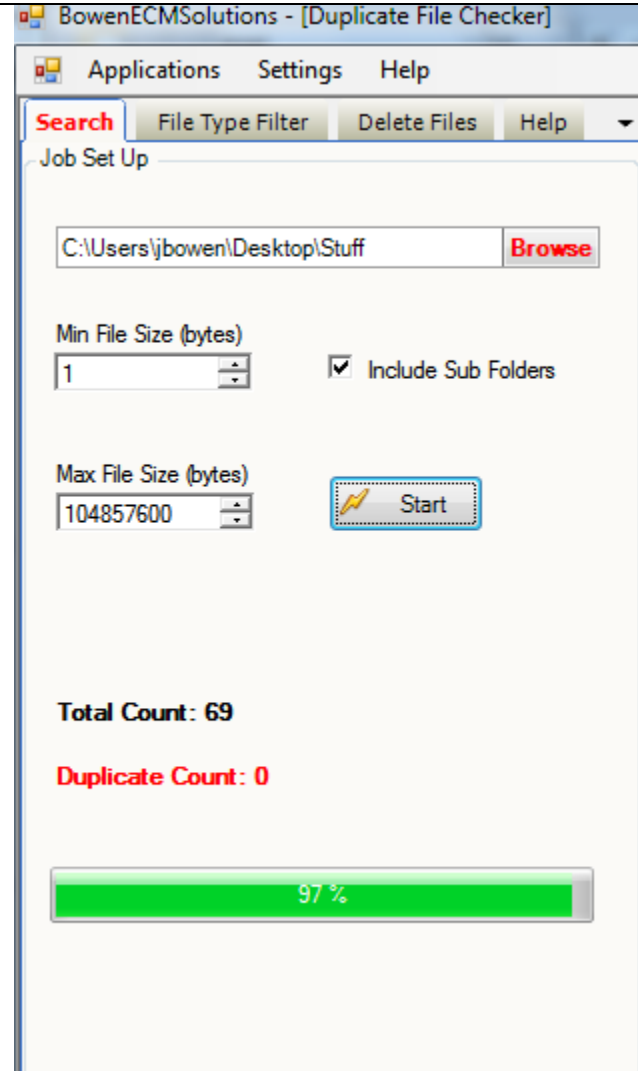 BowenECMSolutions - [Duplicate File Checker]
Applications Settings Help
Search File Type Filter Delete Files Help
Job Set Up
C:\Users\jbowen\Desktop\Stuff Browse
Min File Size (bytes)
1 Include Sub Folders
Max File Size (bytes)
104857600 Start
Total Count: 69
Duplicate Count: 0
97 %